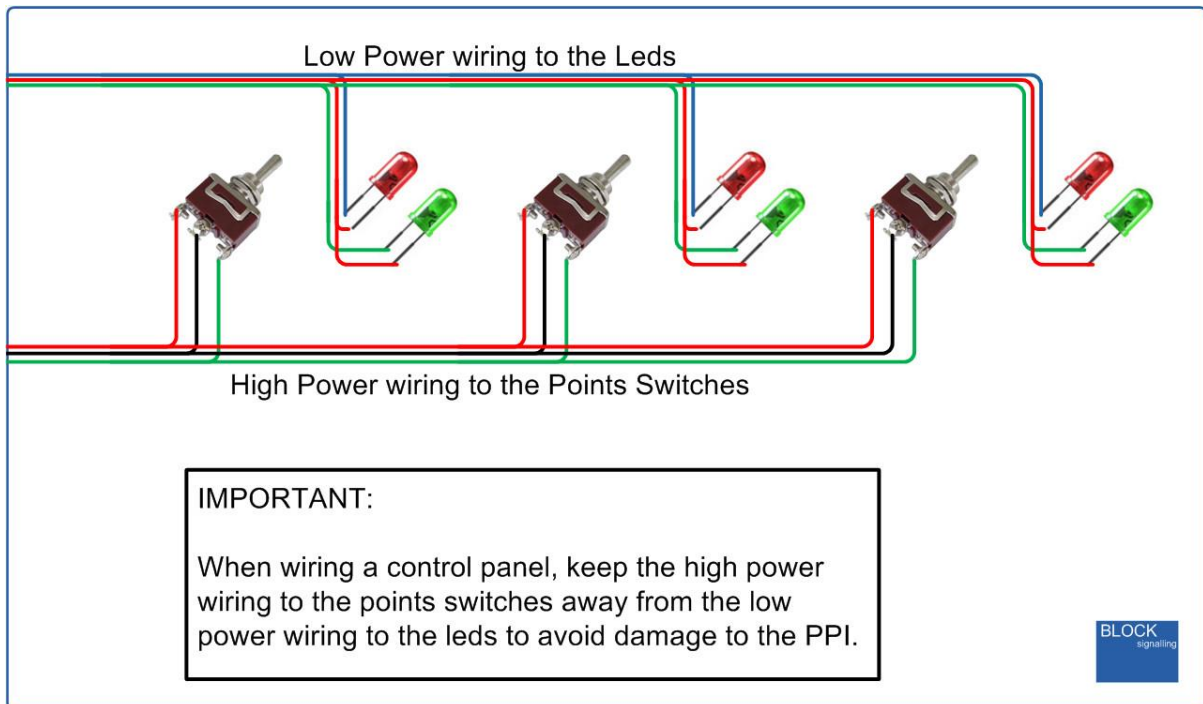 Low Power wiring to the Leds
High Power wiring to the Points Switches
IMPORTANT:
When wiring a control panel, keep the high power
wiring to the points switches away from the low
power wiring to the leds to avoid damage to the PPI.
BLOCK
signalling